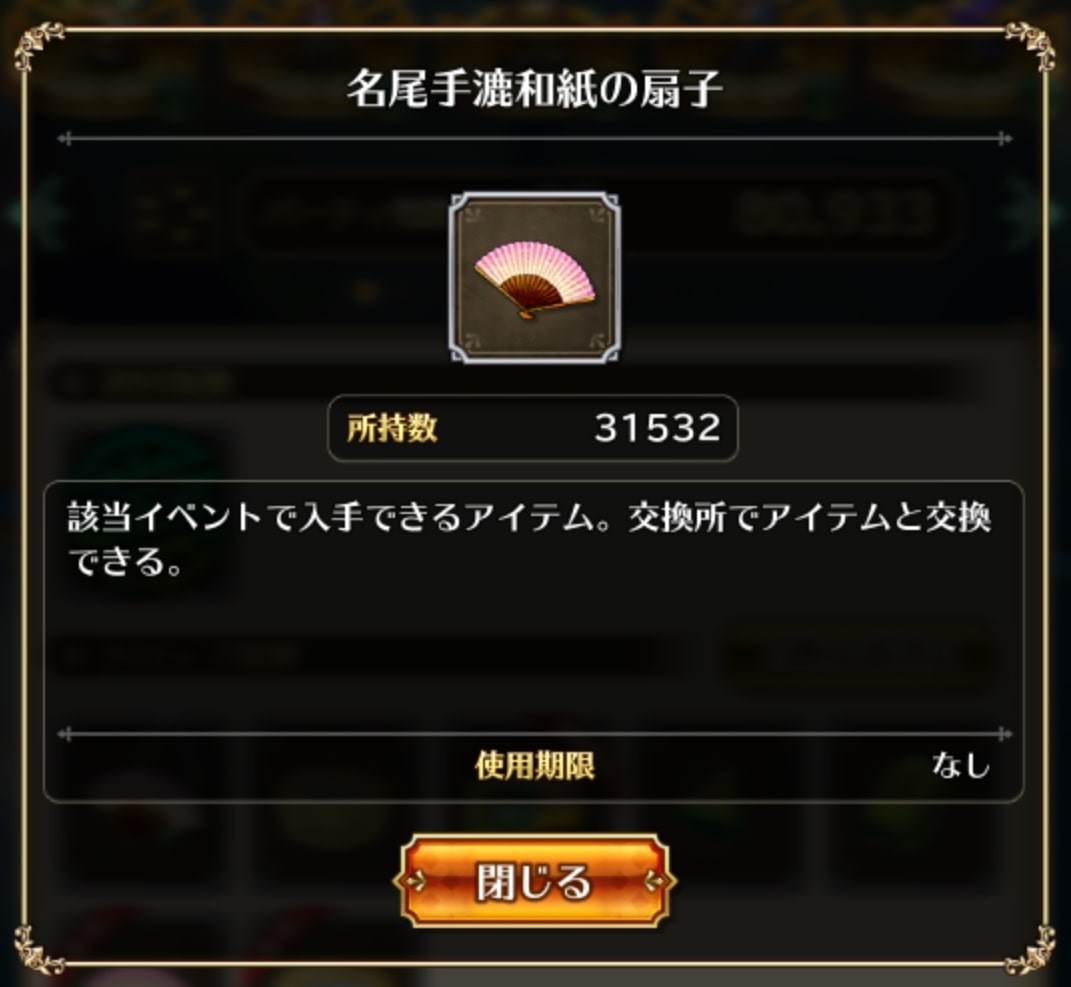 名尾手漉和紙の扇子
所持数 31532
該当イベントで入手できるアイテム。交換所でアイテムと交換
できる。
使用期限 なし
閉じる